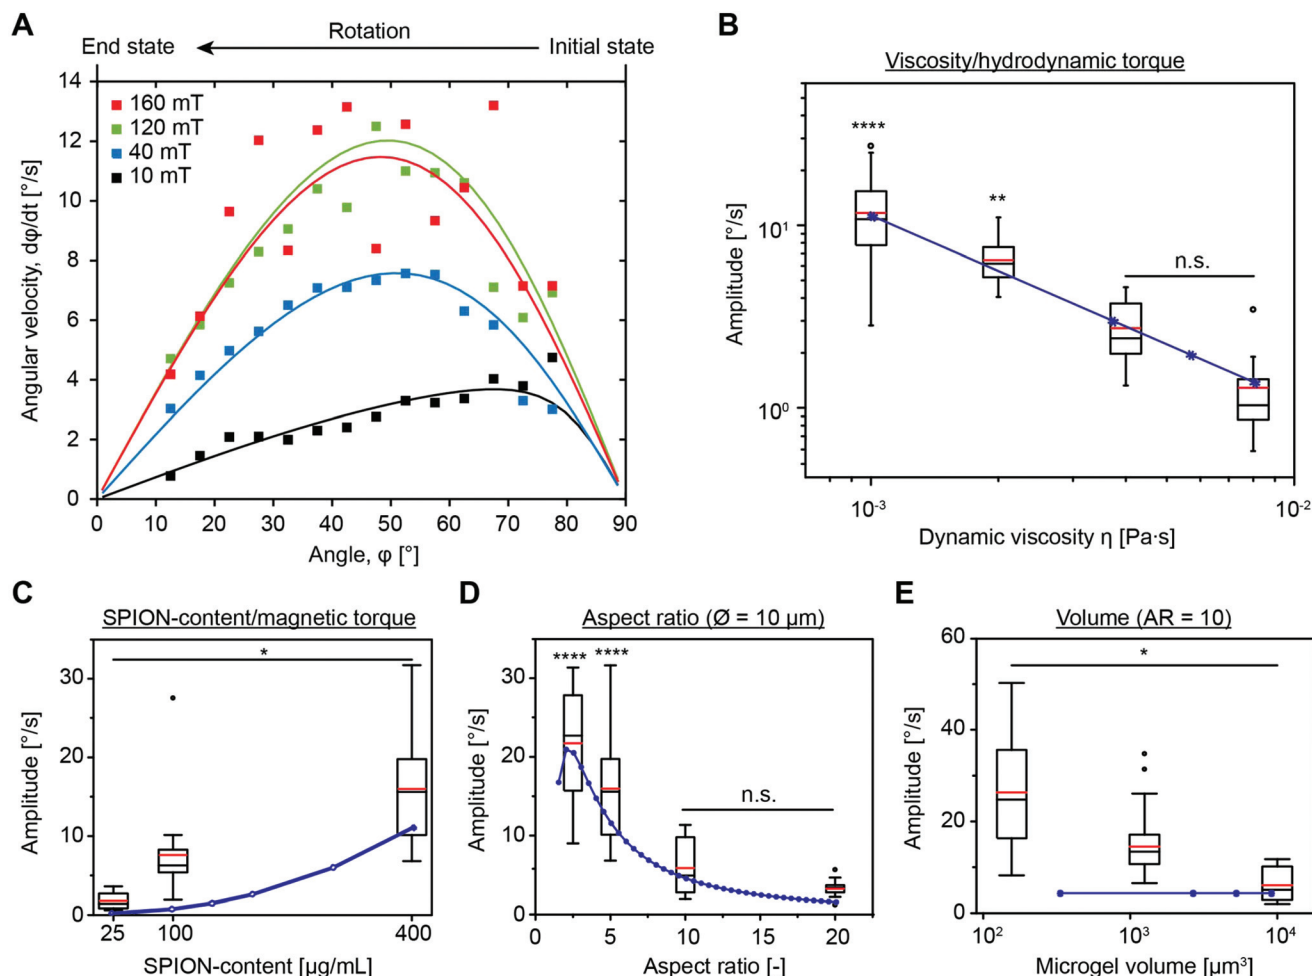 A
Rotation
End state
Initial state
14
12
10
8
6
4
2
0
160 mT
120 mT
40 mT
10 mT
Angular velocity, dφ/dt [°/s]
0 10 20 30 40 50 60 70 80 90
Angle, φ [°]
B
Viscosity/hydrodynamic torque
****
**
n.s.
10¹
10⁰
Amplitude [°/s]
10⁻³ 10⁻²
Dynamic viscosity η [Pa·s]
C
SPION-content/magnetic torque
*
30
20
10
0
Amplitude [°/s]
25 100 400
SPION-content [µg/mL]
D
Aspect ratio (Ø = 10 µm)
**** ****
n.s.
30
20
10
0
Amplitude [°/s]
0 5 10 15 20
Aspect ratio [-]
E
Volume (AR = 10)
*
60
40
20
0
Amplitude [°/s]
10² 10³ 10⁴
Microgel volume [µm³]